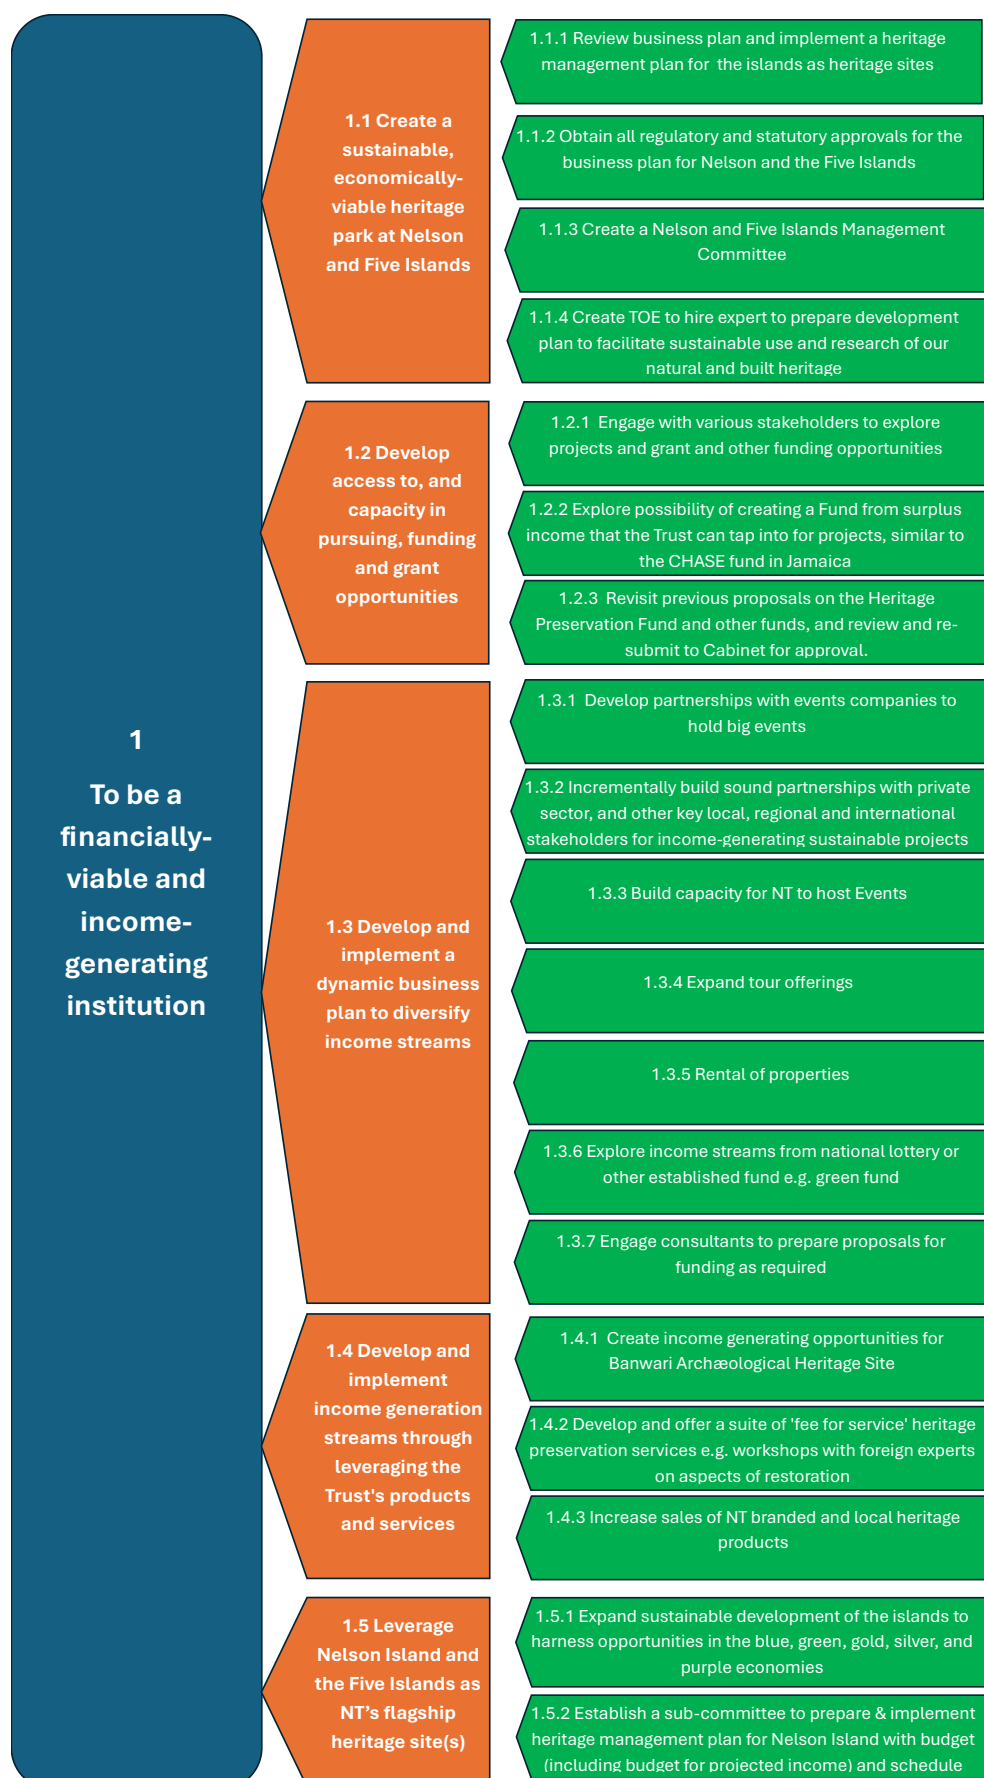 1
To be a
financially-
viable and
income-
generating
institution
1.1 Create a
sustainable,
economically-
viable heritage
park at Nelson
and Five Islands
1.1.1 Review business plan and implement a heritage
management plan for  the islands as heritage sites
1.1.2 Obtain all regulatory and statutory approvals for the
business plan for Nelson and the Five Islands
1.1.3 Create a Nelson and Five Islands Management
Committee
1.1.4 Create TOE to hire expert to prepare development
plan to facilitate sustainable use and research of our
natural and built heritage
1.2 Develop
access to, and
capacity in
pursuing, funding
and grant
opportunities
1.2.1  Engage with various stakeholders to explore
projects and grant and other funding opportunities
1.2.2 Explore possibility of creating a Fund from surplus
income that the Trust can tap into for projects, similar to
the CHASE fund in Jamaica
1.2.3  Revisit previous proposals on the Heritage
Preservation Fund and other funds, and review and re-
submit to Cabinet for approval.
1.3 Develop and
implement a
dynamic business
plan to diversify
income streams
1.3.1  Develop partnerships with events companies to
hold big events
1.3.2 Incrementally build sound partnerships with private
sector, and other key local, regional and international
stakeholders for income-generating sustainable projects
1.3.3 Build capacity for NT to host Events
1.3.4 Expand tour offerings
1.3.5 Rental of properties
1.3.6 Explore income streams from national lottery or
other established fund e.g. green fund
1.3.7 Engage consultants to prepare proposals for
funding as required
1.4 Develop and
implement
income generation
streams through
leveraging the
Trust's products
and services
1.4.1  Create income generating opportunities for
Banwari Archæological Heritage Site
1.4.2 Develop and offer a suite of 'fee for service' heritage
preservation services e.g. workshops with foreign experts
on aspects of restoration
1.4.3 Increase sales of NT branded and local heritage
products
1.5 Leverage
Nelson Island and
the Five Islands as
NT’s flagship
heritage site(s)
1.5.1 Expand sustainable development of the islands to
harness opportunities in the blue, green, gold, silver, and
purple economies
1.5.2 Establish a sub-committee to prepare & implement
heritage management plan for Nelson Island with budget
(including budget for projected income) and schedule